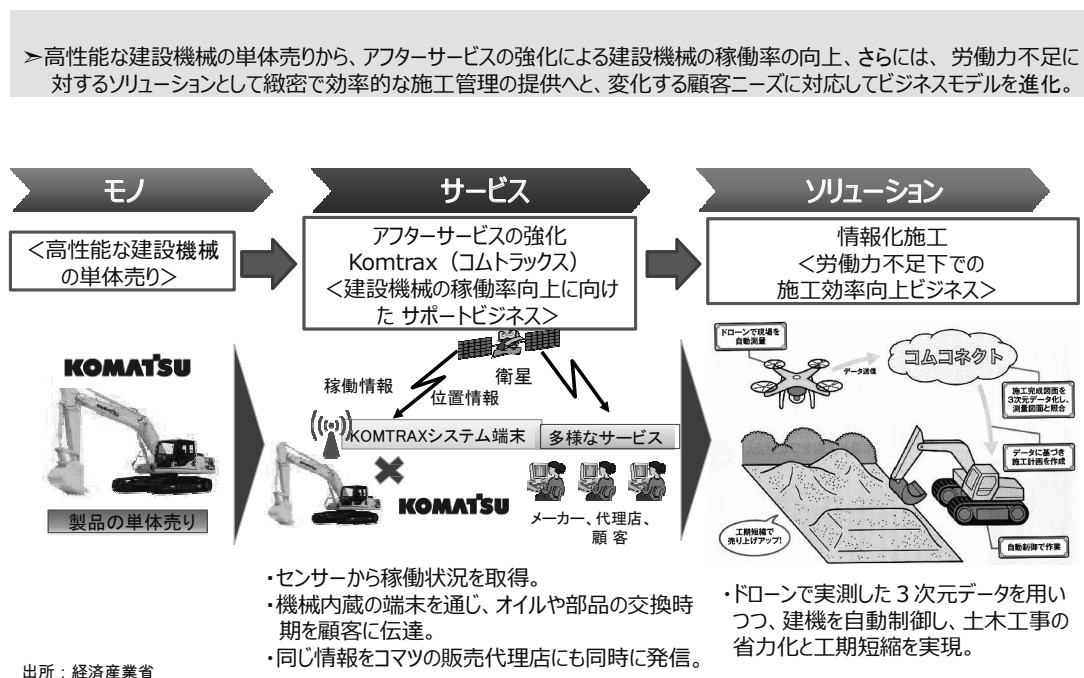 ➣高性能な建設機械の単体売りから、アフターサービスの強化による建設機械の稼働率の向上、さらには、 労働力不足に
対するソリューションとして緻密で効率的な施工管理の提供へと、変化する顧客ニーズに対応してビジネスモデルを進化。
モノ
サービス
ソリューション
<高性能な建設機械
の単体売り>
アフターサービスの強化
Komtrax（コムトラックス）
<建設機械の稼働率向上に向け
た サポートビジネス>
情報化施工
<労働力不足下での
施工効率向上ビジネス>
KOMATSU
製品の単体売り
稼働情報
位置情報
衛星
KOMTRAXシステム端末
多様なサービス
KOMATSU
メーカー、代理店、
顧 客
ドローンで現場を
自動測量
データ送信
コムコネクト
施工完成図面を
3次元データ化し、
測量図面と照合
データに基づき
施工計画を作成
工期短縮で
売り上げアップ!
自動制御で作業
・センサーから稼働状況を取得。
・機械内蔵の端末を通じ、オイルや部品の交換時
期を顧客に伝達。
・同じ情報をコマツの販売代理店にも同時に発信。
・ドローンで実測した３次元データを用い
つつ、建機を自動制御し、土木工事の
省力化と工期短縮を実現。
出所：経済産業省